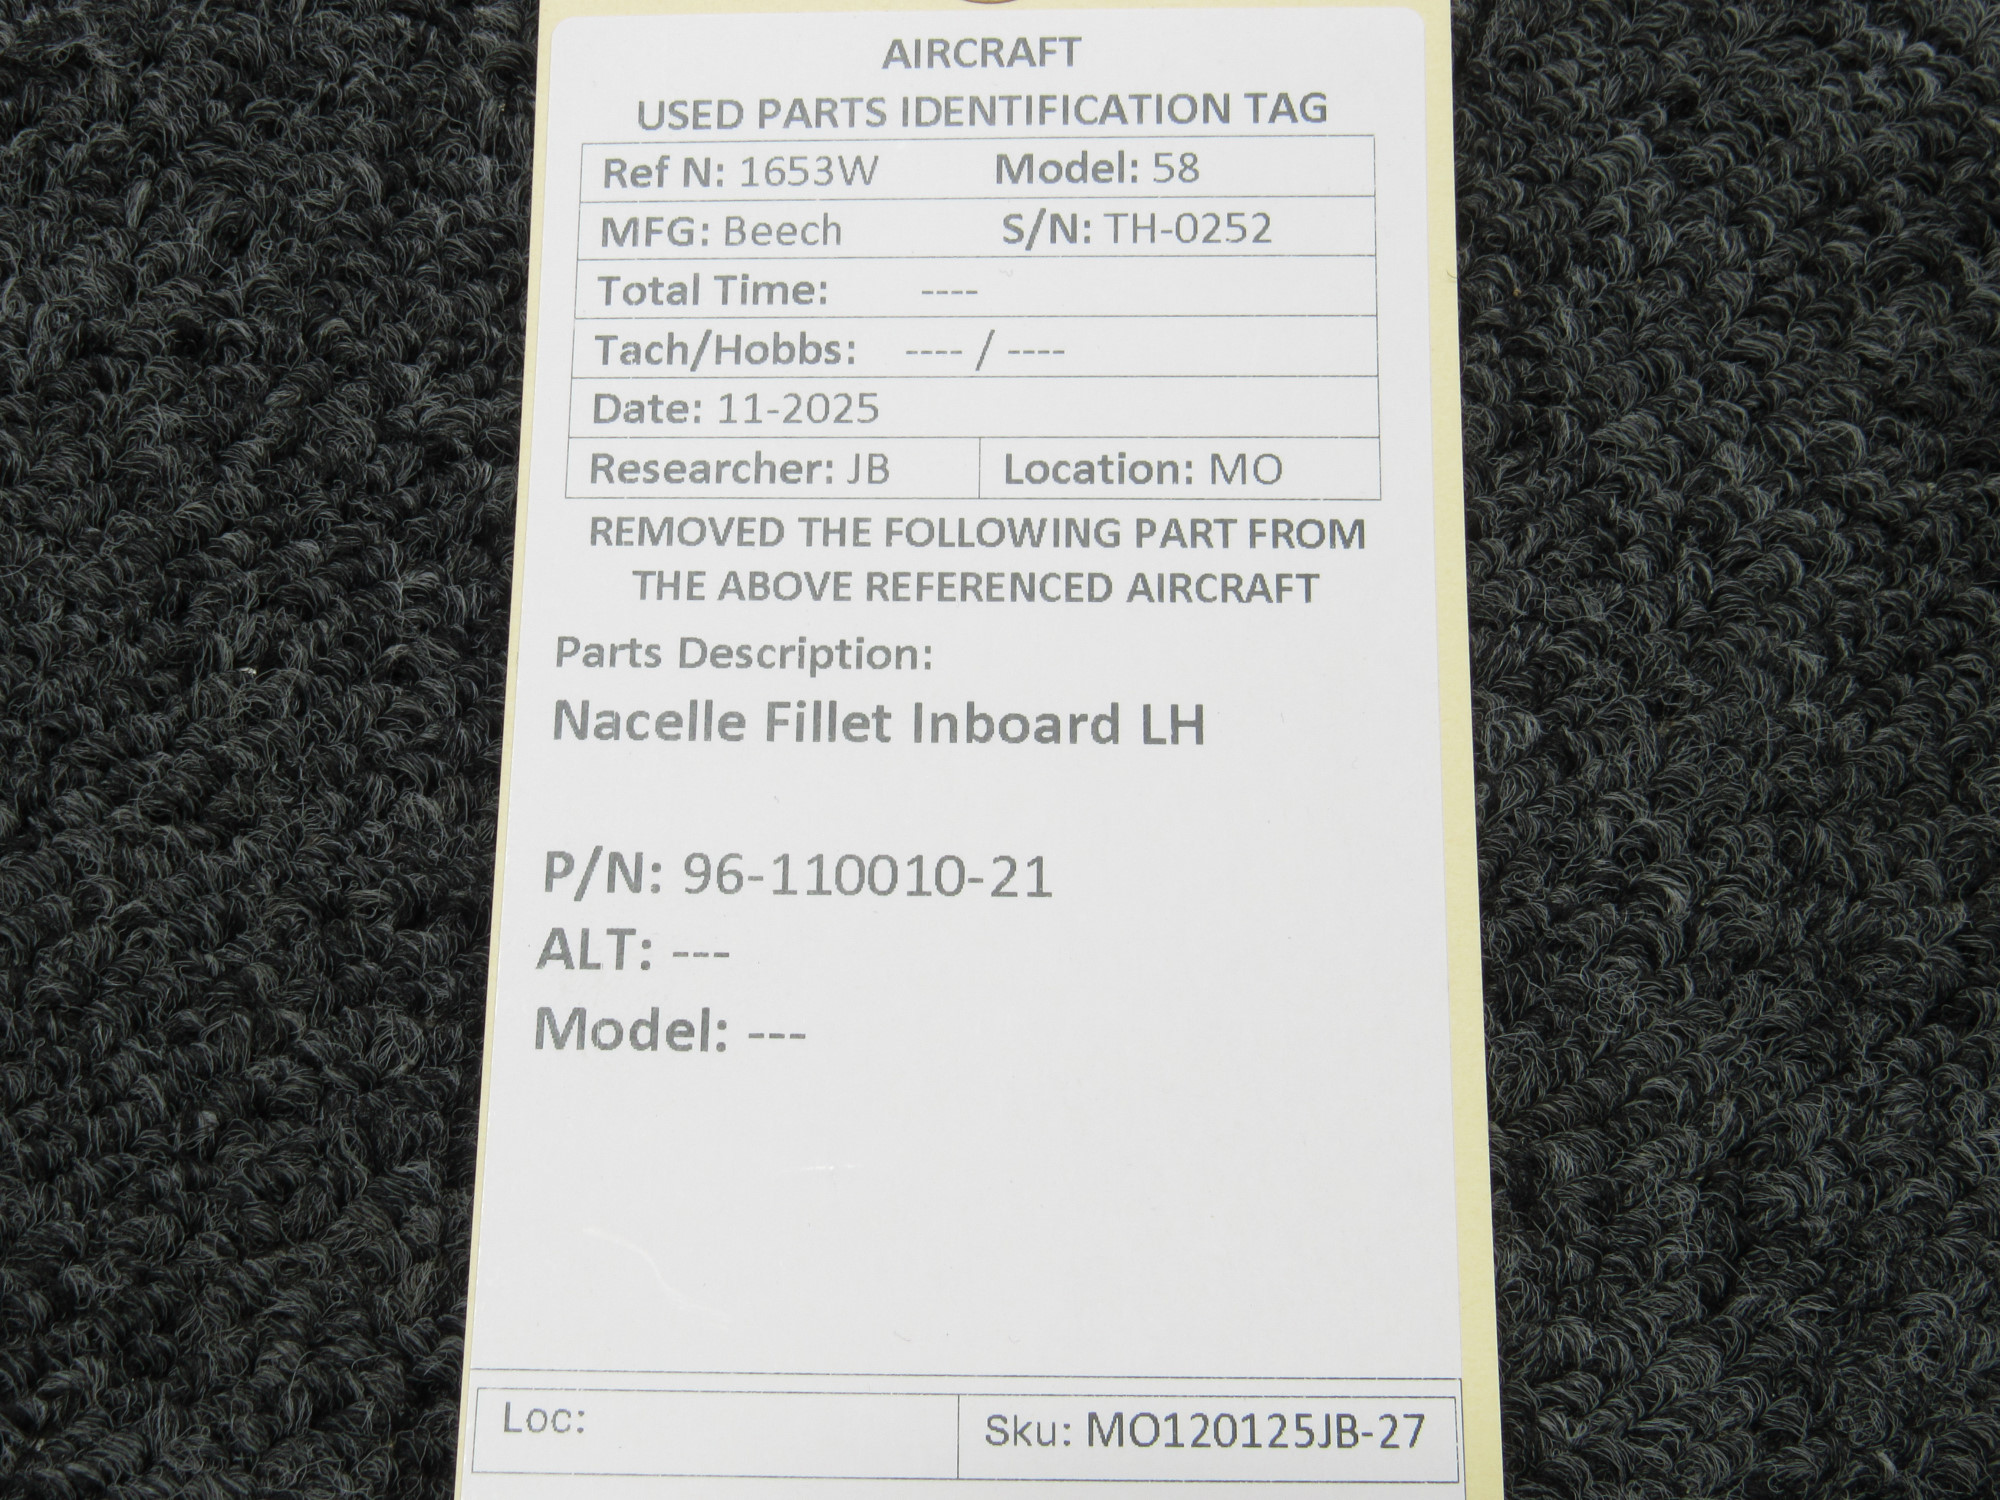 AIRCRAFT
USED PARTS IDENTIFICATION TAG
Ref N: 1653W Model: 58
MFG: Beech S/N: TH-0252
Total Time: ----
Tach/Hobbs: ---- / ----
Date: 11-2025
Researcher: JB Location: MO
REMOVED THE FOLLOWING PART FROM
THE ABOVE REFERENCED AIRCRAFT
Parts Description:
Nacelle Fillet Inboard LH
P/N: 96-110010-21
ALT: ---
Model: ---
Loc: Sku: MO120125JB-27